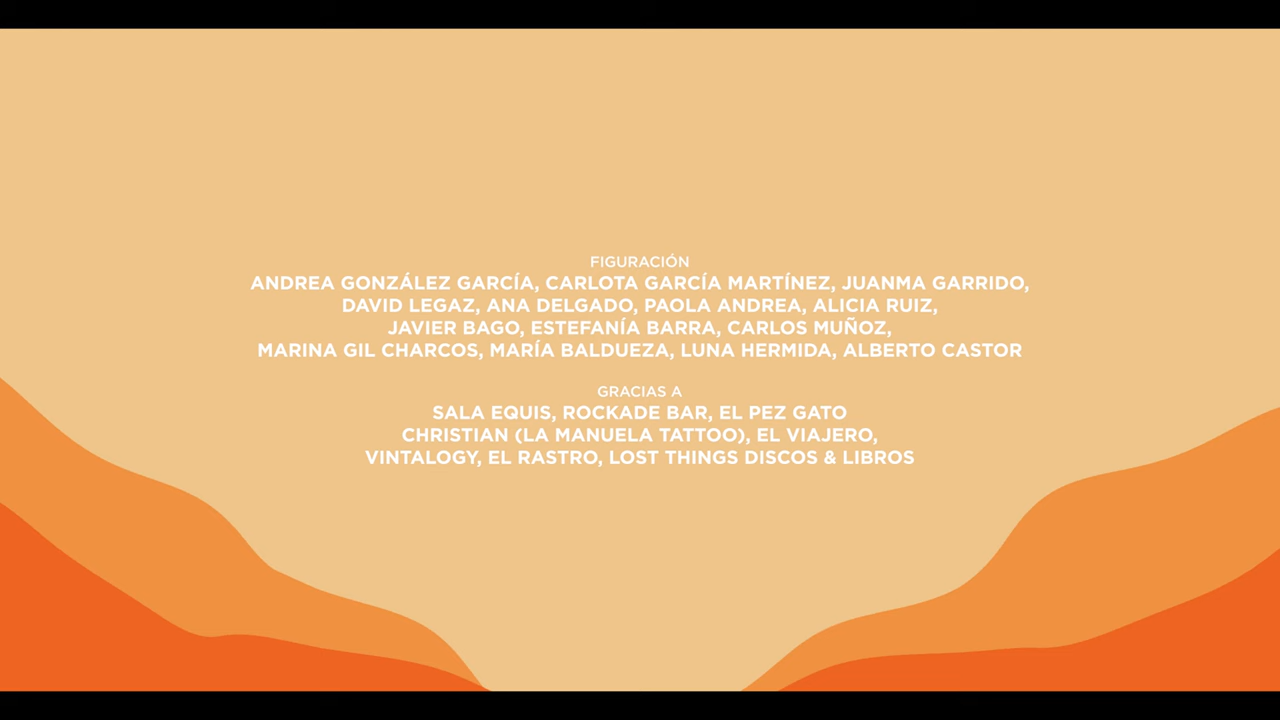 FIGURACIÓN
ANDREA GONZÁLEZ GARCÍA, CARLOTA GARCÍA MARTÍNEZ, JUANMA GARRIDO,
DAVID LEGAZ, ANA DELGADO, PAOLA ANDREA, ALICIA RUIZ,
JAVIER BAGO, ESTEFANÍA BARRA, CARLOS MUÑOZ,
MARINA GIL CHARCOS, MARÍA BALDUEZA, LUNA HERMIDA, ALBERTO CASTOR
GRACIAS A
SALA EQUIS, ROCKADE BAR, EL PEZ GATO
CHRISTIAN (LA MANUELA TATTOO), EL VIAJERO,
VINTALOGY, EL RASTRO, LOST THINGS DISCOS & LIBROS